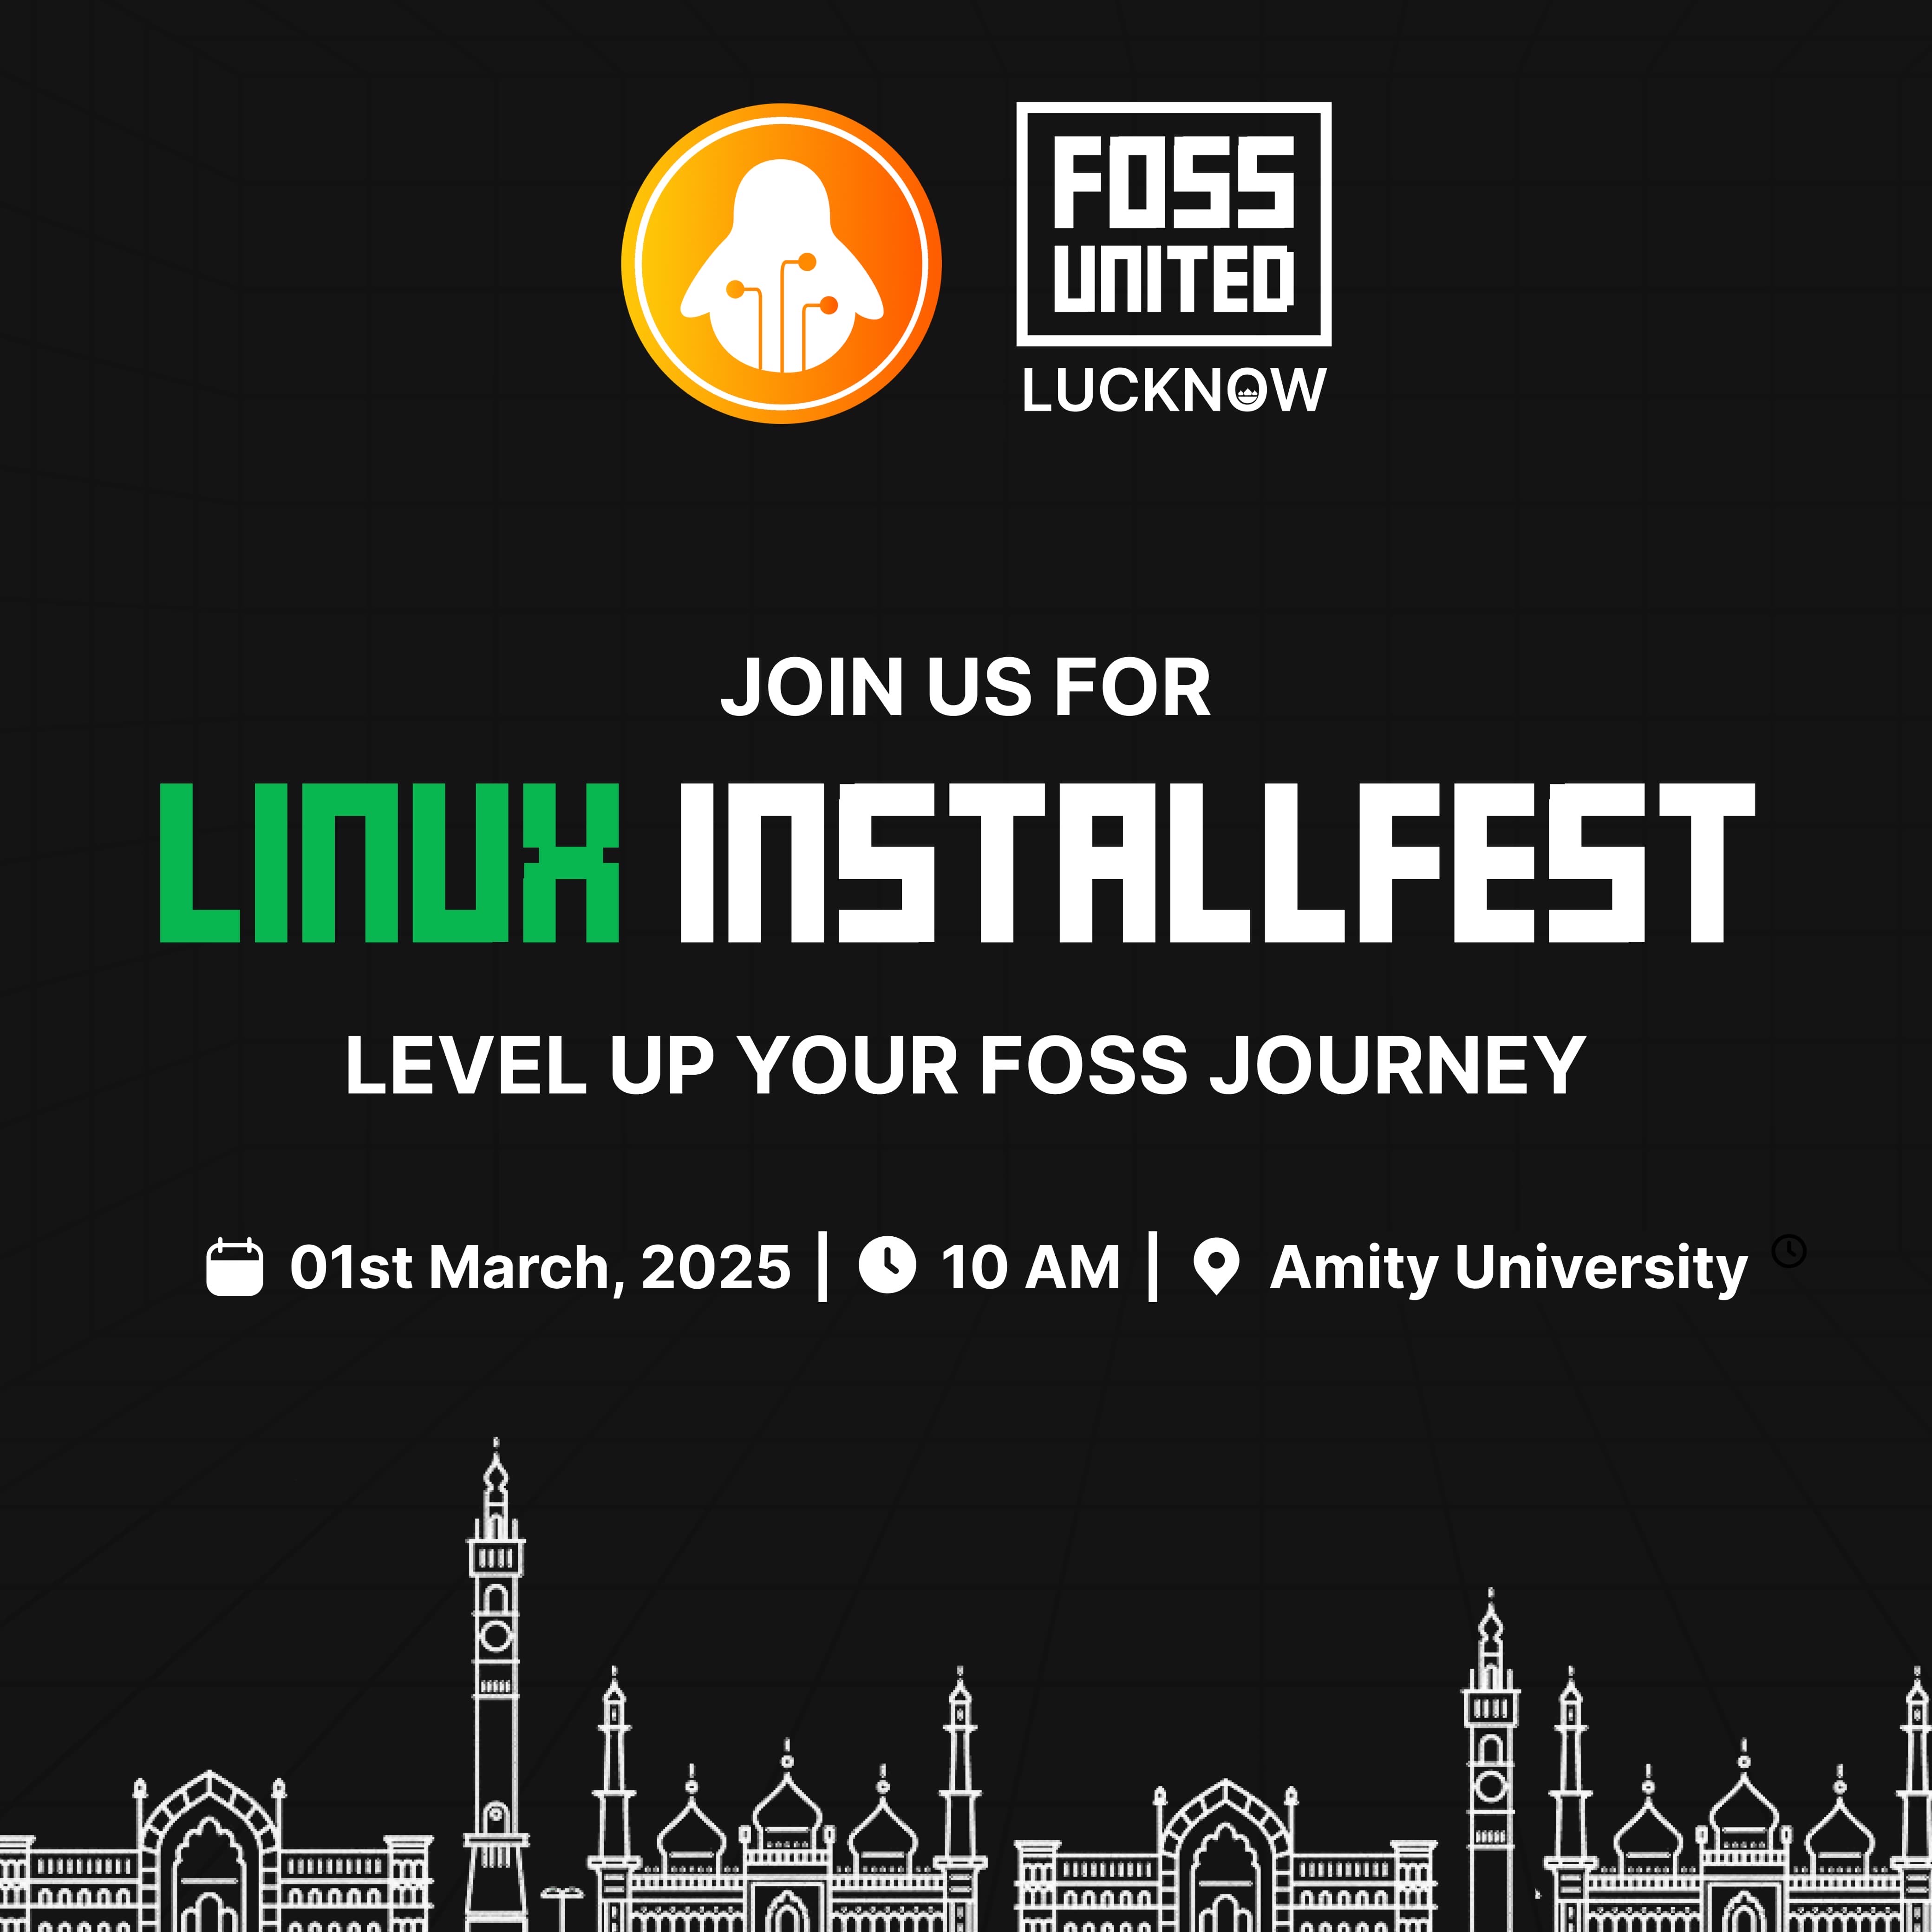 FOSS
UNITED
LUCKNOW
JOIN US FOR
LINUX INSTALLFEST
LEVEL UP YOUR FOSS JOURNEY
01st March, 2025 | 10 AM | Amity University